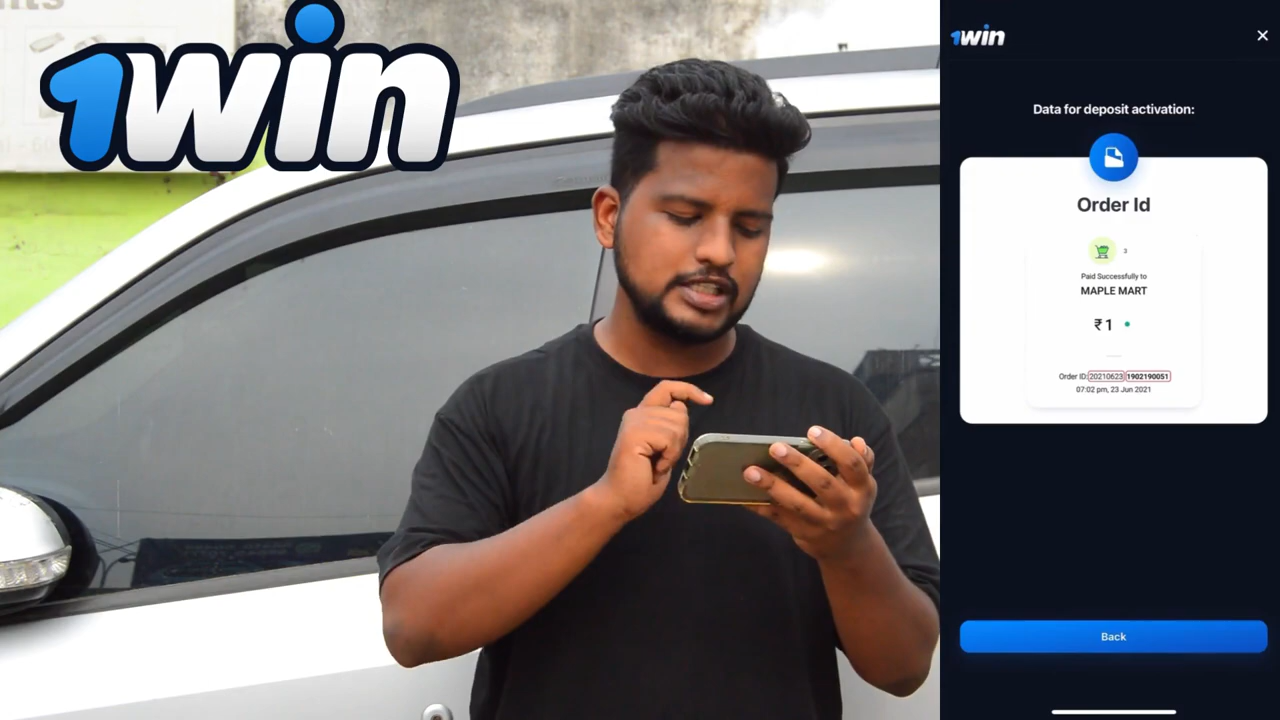 1win
1win
Data for deposit activation:
Order Id
3
Paid Successfully to
MAPLE MART
₹1
Order ID:20210623 1902190051
07:02 pm, 23 Jun 2021
Back